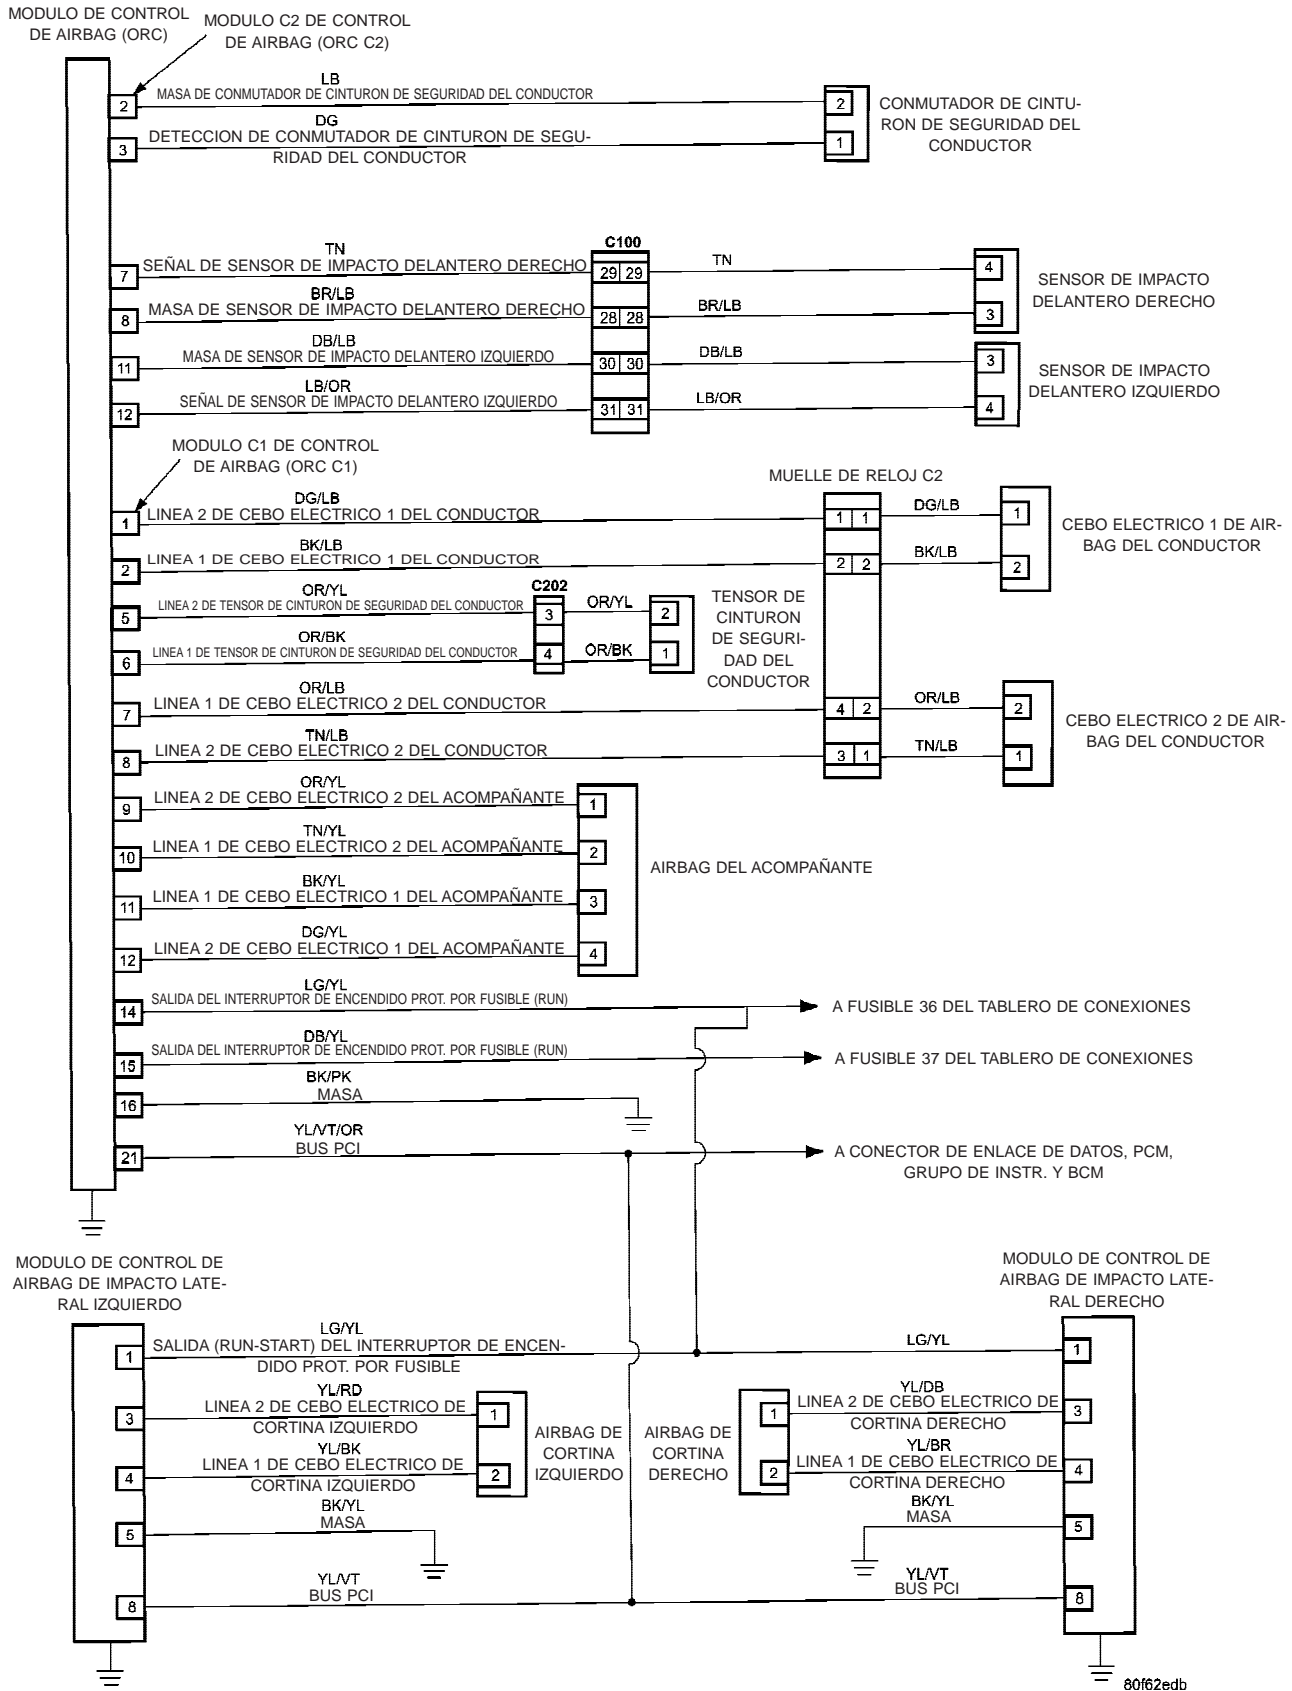 MODULO DE CONTROL
DE AIRBAG (ORC)
MODULO C2 DE CONTROL
DE AIRBAG (ORC C2)
LB
2
MASA DE CONMUTADOR DE CINTURON DE SEGURIDAD DEL CONDUCTOR
2
DG
3
DETECCION DE CONMUTADOR DE CINTURON DE SEGU-
RIDAD DEL CONDUCTOR
1
CONMUTADOR DE CINTU-
RON DE SEGURIDAD DEL
CONDUCTOR
C100
TN
7
SEÑAL DE SENSOR DE IMPACTO DELANTERO DERECHO
29 29
TN
4
BR/LB
8
MASA DE SENSOR DE IMPACTO DELANTERO DERECHO
28 28
BR/LB
3
SENSOR DE IMPACTO
DELANTERO DERECHO
DB/LB
11
MASA DE SENSOR DE IMPACTO DELANTERO IZQUIERDO
30 30
DB/LB
3
LB/OR
12
SEÑAL DE SENSOR DE IMPACTO DELANTERO IZQUIERDO
31 31
LB/OR
4
SENSOR DE IMPACTO
DELANTERO IZQUIERDO
MODULO C1 DE CONTROL
DE AIRBAG (ORC C1)
MUELLE DE RELOJ C2
DG/LB
1
LINEA 2 DE CEBO ELECTRICO 1 DEL CONDUCTOR
1 1
DG/LB
1
BK/LB
2
LINEA 1 DE CEBO ELECTRICO 1 DEL CONDUCTOR
2 2
BK/LB
2
CEBO ELECTRICO 1 DE AIR-
BAG DEL CONDUCTOR
C202
OR/YL
5
LINEA 2 DE TENSOR DE CINTURON DE SEGURIDAD DEL CONDUCTOR
3
OR/YL
2
OR/BK
6
LINEA 1 DE TENSOR DE CINTURON DE SEGURIDAD DEL CONDUCTOR
4
OR/BK
1
TENSOR DE
CINTURON
DE SEGURI-
DAD DEL
CONDUCTOR
OR/LB
7
LINEA 1 DE CEBO ELECTRICO 2 DEL CONDUCTOR
4 2
OR/LB
2
TN/LB
8
LINEA 2 DE CEBO ELECTRICO 2 DEL CONDUCTOR
3 1
TN/LB
1
CEBO ELECTRICO 2 DE AIR-
BAG DEL CONDUCTOR
OR/YL
9
LINEA 2 DE CEBO ELECTRICO 2 DEL ACOMPAÑANTE
1
TN/YL
10
LINEA 1 DE CEBO ELECTRICO 2 DEL ACOMPAÑANTE
2
BK/YL
11
LINEA 1 DE CEBO ELECTRICO 1 DEL ACOMPAÑANTE
3
DG/YL
12
LINEA 2 DE CEBO ELECTRICO 1 DEL ACOMPAÑANTE
4
AIRBAG DEL ACOMPAÑANTE
LG/YL
14
SALIDA DEL INTERRUPTOR DE ENCENDIDO PROT. POR FUSIBLE (RUN)
A FUSIBLE 36 DEL TABLERO DE CONEXIONES
DB/YL
15
SALIDA DEL INTERRUPTOR DE ENCENDIDO PROT. POR FUSIBLE (RUN)
A FUSIBLE 37 DEL TABLERO DE CONEXIONES
BK/PK
16
MASA
YL/VT/OR
21
BUS PCI
A CONECTOR DE ENLACE DE DATOS, PCM,
GRUPO DE INSTR. Y BCM
MODULO DE CONTROL DE
AIRBAG DE IMPACTO LATE-
RAL IZQUIERDO
MODULO DE CONTROL DE
AIRBAG DE IMPACTO LATE-
RAL DERECHO
LG/YL
1
SALIDA (RUN-START) DEL INTERRUPTOR DE ENCEN-
DIDO PROT. POR FUSIBLE
LG/YL
1
YL/RD
3
LINEA 2 DE CEBO ELECTRICO DE
CORTINA IZQUIERDO
1
YL/BK
4
LINEA 1 DE CEBO ELECTRICO DE
CORTINA IZQUIERDO
2
AIRBAG DE
CORTINA
IZQUIERDO
AIRBAG DE
CORTINA
DERECHO
YL/DB
1
LINEA 2 DE CEBO ELECTRICO DE
CORTINA DERECHO
3
YL/BR
2
LINEA 1 DE CEBO ELECTRICO DE
CORTINA DERECHO
4
BK/YL
5
MASA
BK/YL
MASA
5
YL/VT
8
BUS PCI
YL/VT
BUS PCI
8
80f62edb